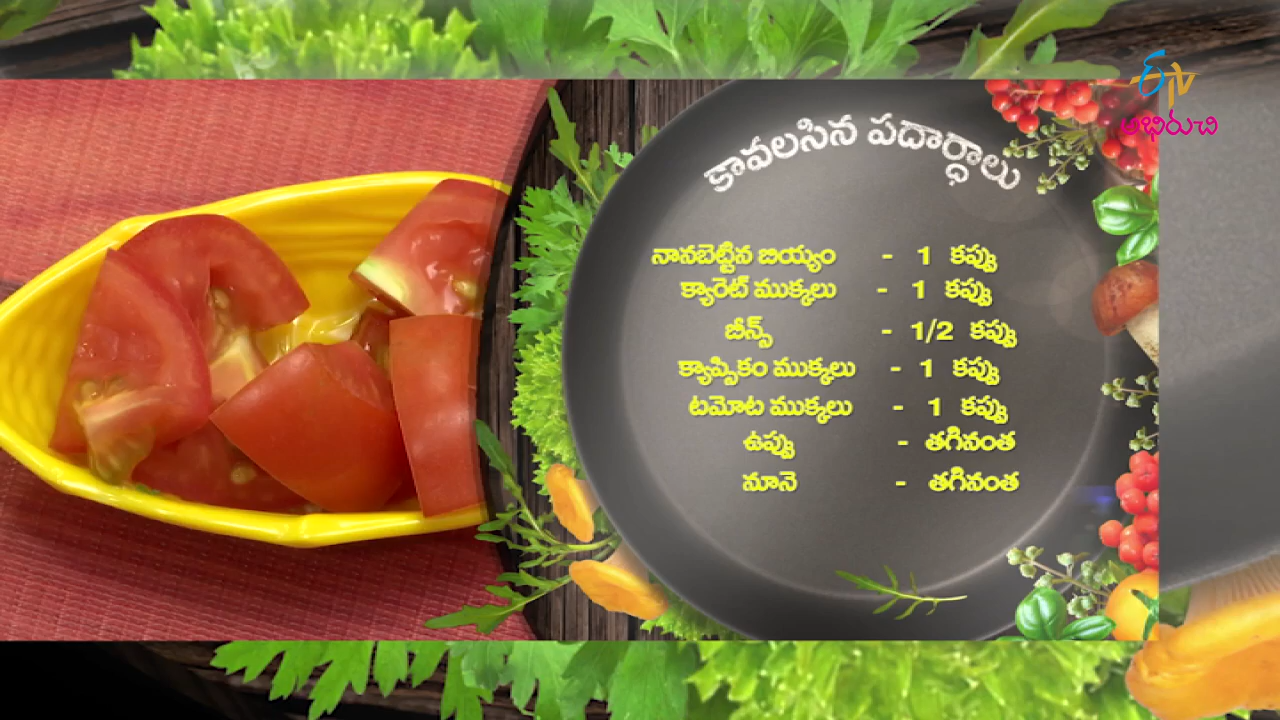 ఈtv
అభిరుచి
కావలసిన పదార్థాలు
నానబెట్టిన బియ్యం - 1 కప్పు
క్యారెట్ ముక్కలు - 1 కప్పు
బీన్స్ - 1/2 కప్పు
క్యాప్సికం ముక్కలు - 1 కప్పు
టమోట ముక్కలు - 1 కప్పు
ఉప్పు - తగినంత
నూనె - తగినంత